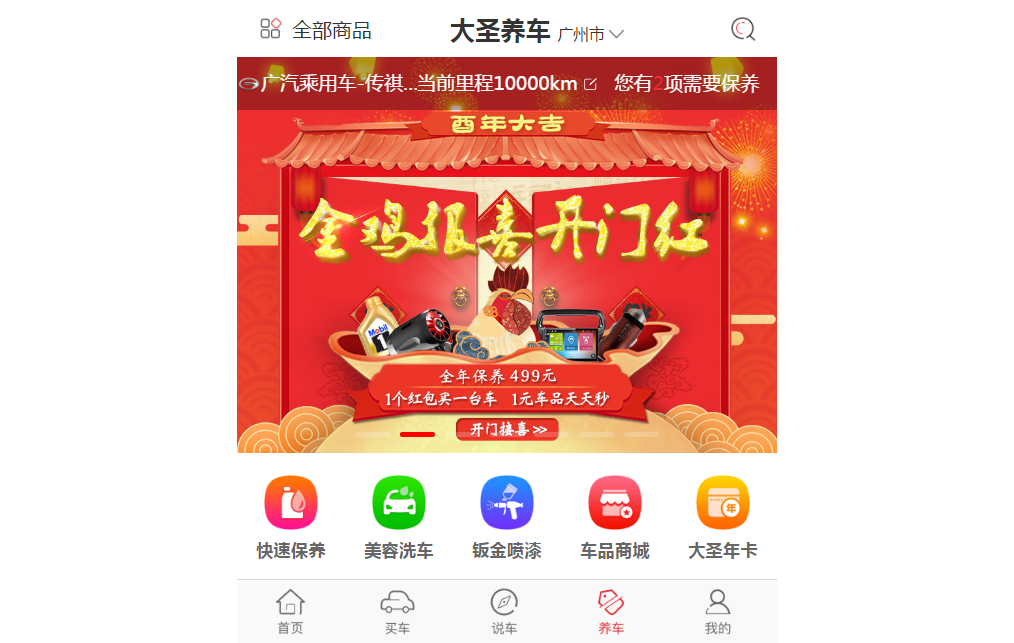 全部商品 大圣养车 广州市
广汽乘用车-传祺...当前里程10000km 您有2项需要保养
酉年大吉
金鸡报喜开门红
Mobil 1
全年保养 499元
1个红包买一台车 1元车品天天秒
开门接喜 >>
快速保养 美容洗车 钣金喷漆 车品商城 大圣年卡
年
首页 买车 说车 养车 我的